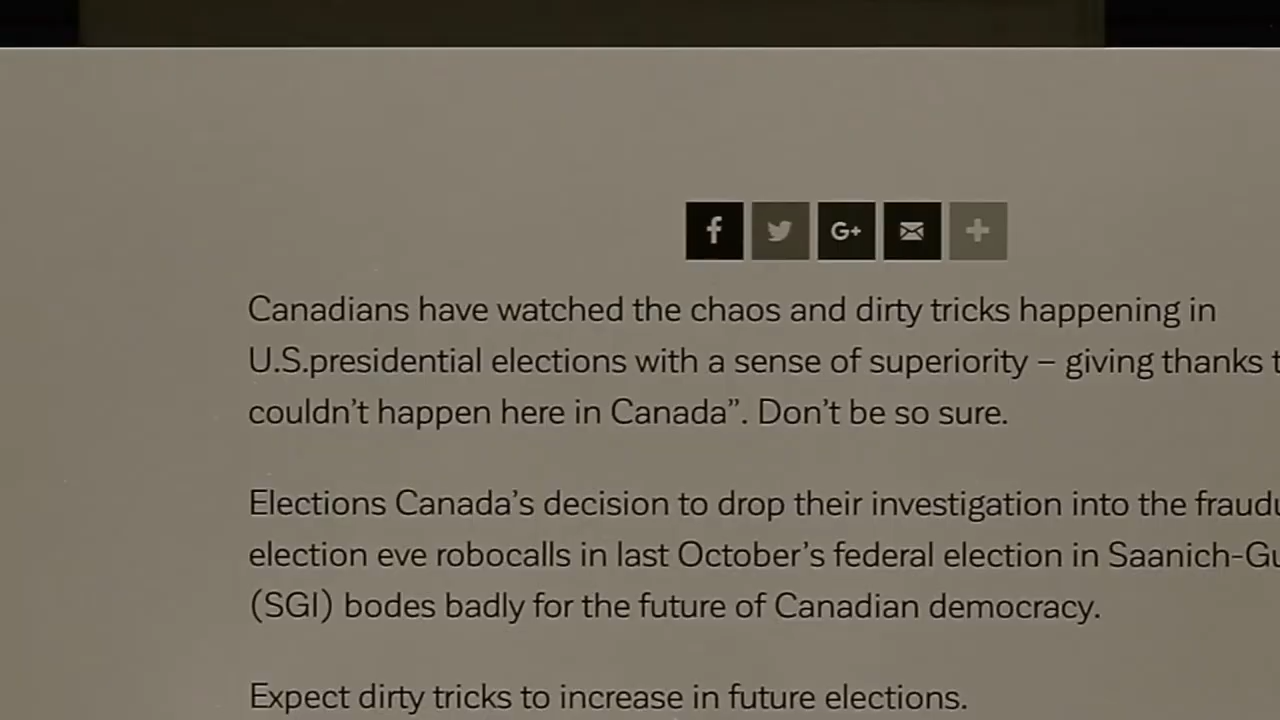 f G+
Canadians have watched the chaos and dirty tricks happening in
U.S.presidential elections with a sense of superiority – giving thanks
couldn’t happen here in Canada”. Don’t be so sure.
Elections Canada’s decision to drop their investigation into the
election eve robocalls in last October’s federal election in
(SGI) bodes badly for the future of Canadian democracy.
Expect dirty tricks to increase in future elections.